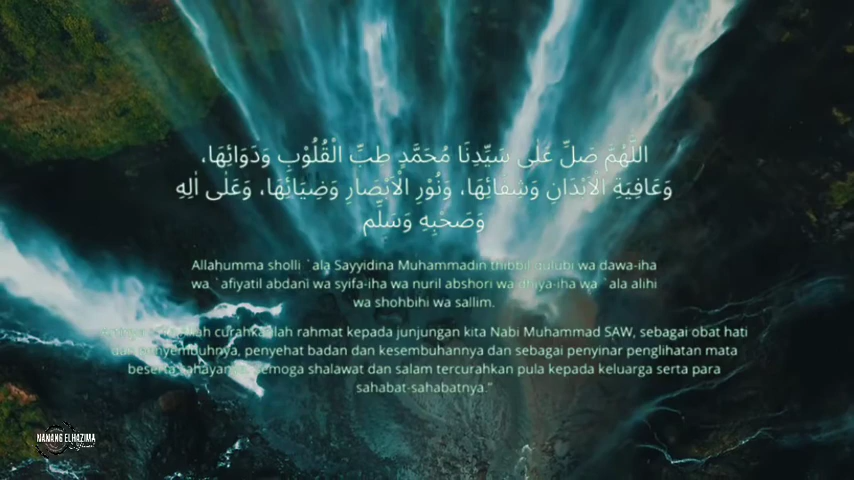 اللّٰهُمَّ صَلِّ عَلٰى سَيِّدِنَا مُحَمَّدٍ طِبِّ الْقُلُوْبِ وَدَوَائِهَا،
وَعَافِيَةِ الْاَبْدَانِ وَشِفَائِهَا، وَنُوْرِ الْاَبْصَارِ وَضِيَائِهَا، وَعَلٰى اٰلِهِ
وَصَحْبِهِ وَسَلِّم
Allahumma sholli `ala Sayyidina Muhammadin thibbil qulubi wa dawa-iha
wa `afiyatil abdani wa syifa-iha wa nuril abshori wa dhiya-iha wa `ala alihi
wa shohbihi wa sallim.
curahkanlah rahmat kepada junjungan kita Nabi Muhammad SAW, sebagai obat hati
dan penyembuhnya, penyehat badan dan kesembuhannya dan sebagai penyinar penglihatan mata
beserta cahayanya. Semoga shalawat dan salam tercurahkan pula kepada keluarga serta para
sahabat-sahabatnya."
NANANG ELHAZIMA